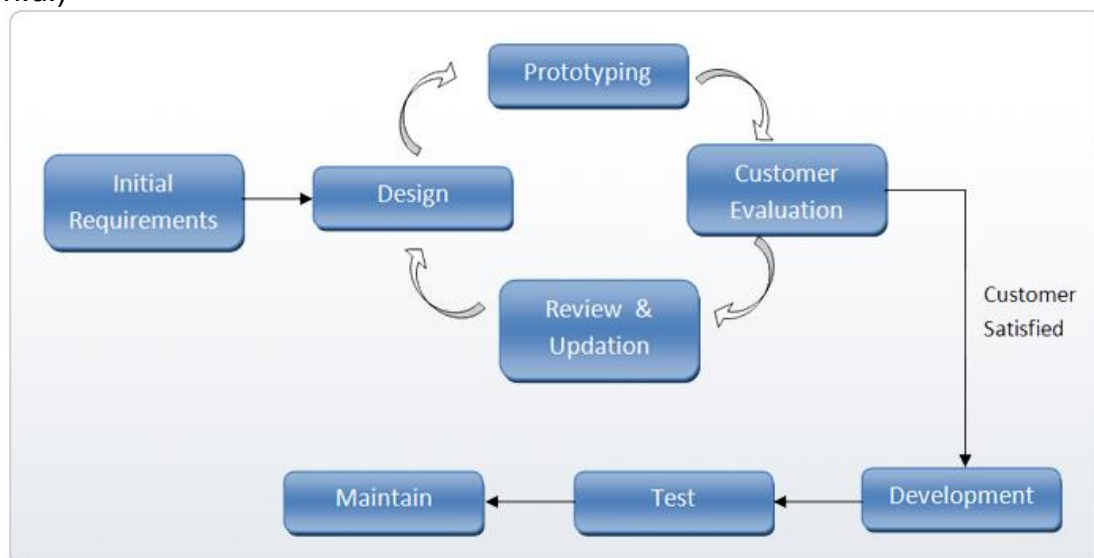 Prototyping
Initial
Requirements
Design
Customer
Evaluation
Review &
Updation
Customer
Satisfied
Maintain
Test
Development